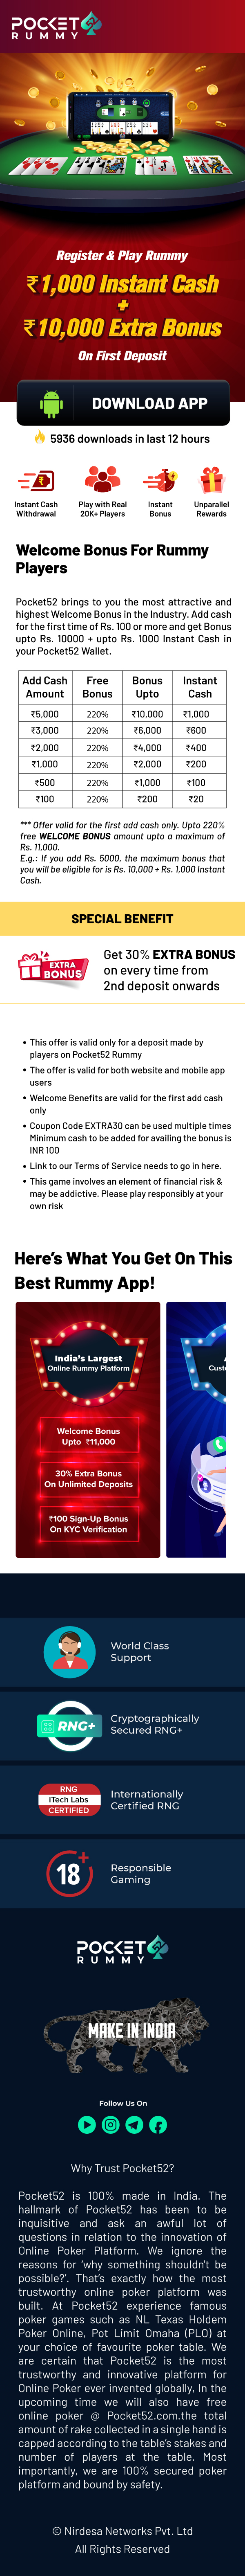 POCKET
RUMMY
Register & Play Rummy
₹1,000 Instant Cash
+
₹10,000 Extra Bonus
On First Deposit
DOWNLOAD APP
5936 downloads in last 12 hours
Instant Cash
Withdrawal
Play with Real
20K+ Players
Instant
Bonus
Unparallel
Rewards
Welcome Bonus For Rummy
Players
Pocket52 brings to you the most attractive and
highest Welcome Bonus in the Industry. Add cash
for the first time of Rs. 100 or more and get Bonus
upto Rs. 10000 + upto Rs. 1000 Instant Cash in
your Pocket52 Wallet.
Add Cash Amount Free Bonus Bonus Upto Instant Cash
₹5,000 220% ₹10,000 ₹1,000
₹3,000 220% ₹6,000 ₹600
₹2,000 220% ₹4,000 ₹400
₹1,000 220% ₹2,000 ₹200
₹500 220% ₹1,000 ₹100
₹100 220% ₹200 ₹20
*** Offer valid for the first add cash only. Upto 220%
free WELCOME BONUS amount upto a maximum of
Rs. 11,000.
E.g.: If you add Rs. 5000, the maximum bonus that
you will be eligible for is Rs. 10,000 + Rs. 1,000 Instant
Cash.
SPECIAL BENEFIT
EXTRA
BONUS
Get 30% EXTRA BONUS
on every time from
2nd deposit onwards
• This offer is valid only for a deposit made by
players on Pocket52 Rummy
• The offer is valid for both website and mobile app
users
• Welcome Benefits are valid for the first add cash
only
• Coupon Code EXTRA30 can be used multiple times
Minimum cash to be added for availing the bonus is
INR 100
• Link to our Terms of Service needs to go in here.
• This game involves an element of financial risk &
may be addictive. Please play responsibly at your
own risk
Here's What You Get On This
Best Rummy App!
India's Largest
Online Rummy Platform
Welcome Bonus
Upto ₹11,000
30% Extra Bonus
On Unlimited Deposits
₹100 Sign-Up Bonus
On KYC Verification
Cust
World Class
Support
RNG+
Cryptographically
Secured RNG+
RNG
iTech Labs
CERTIFIED
Internationally
Certified RNG
18+
Responsible
Gaming
POCKET
RUMMY
MAKE IN INDIA
Follow Us On
Why Trust Pocket52?
Pocket52 is 100% made in India. The
hallmark of Pocket52 has been to be
inquisitive and ask an awful lot of
questions in relation to the innovation of
Online Poker Platform. We ignore the
reasons for 'why something shouldn't be
possible?'. That's exactly how the most
trustworthy online poker platform was
built. At Pocket52 experience famous
poker games such as NL Texas Holdem
Poker Online, Pot Limit Omaha (PLO) at
your choice of favourite poker table. We
are certain that Pocket52 is the most
trustworthy and innovative platform for
Online Poker ever invented globally, In the
upcoming time we will also have free
online poker @ Pocket52.com.the total
amount of rake collected in a single hand is
capped according to the table's stakes and
number of players at the table. Most
importantly, we are 100% secured poker
platform and bound by safety.
© Nirdesa Networks Pvt. Ltd
All Rights Reserved